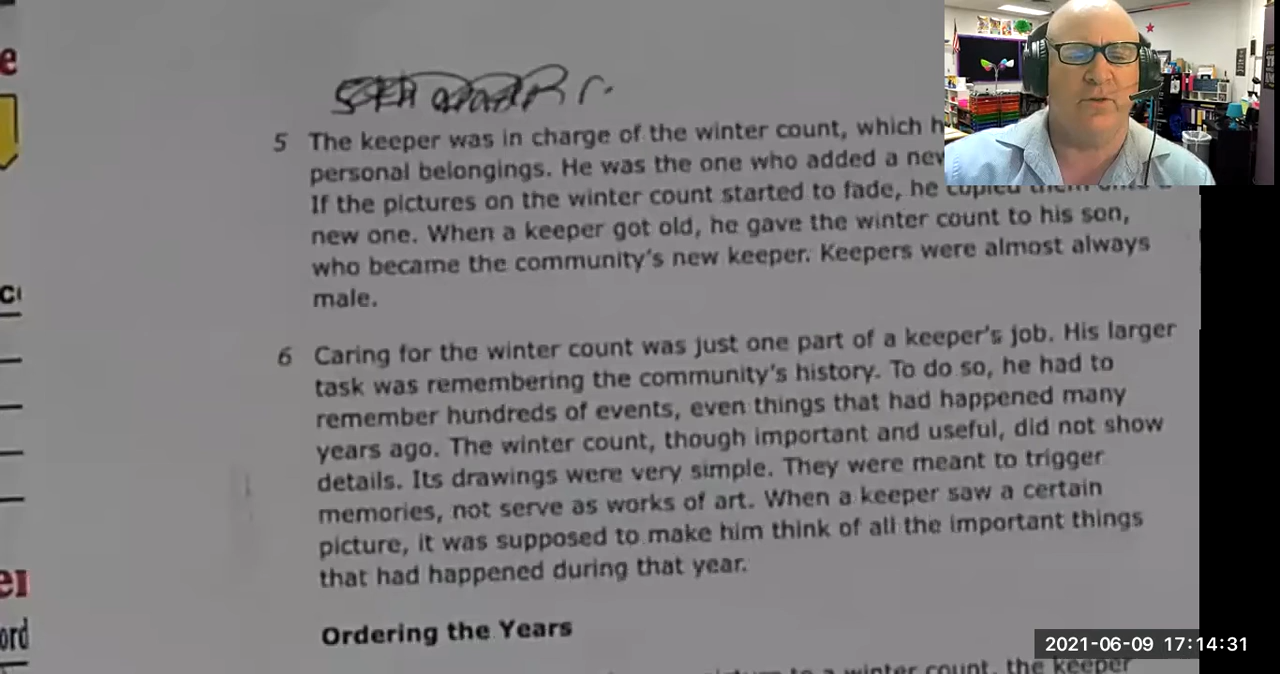 5 The keeper was in charge of the winter count, which
personal belongings. He was the one who added a
If the pictures on the winter count started to fade, he copied them
new one. When a keeper got old, he gave the winter count to his son,
who became the community's new keeper. Keepers were almost always
male.
6 Caring for the winter count was just one part of a keeper's job. His larger
task was remembering the community's history. To do so, he had to
remember hundreds of events, even things that had happened many
years ago. The winter count, though important and useful, did not show
details. Its drawings were very simple. They were meant to trigger
memories, not serve as works of art. When a keeper saw a certain
picture, it was supposed to make him think of all the important things
that had happened during that year.
Ordering the Years
to a winter count, the keeper
2021-06-09 17:14:31